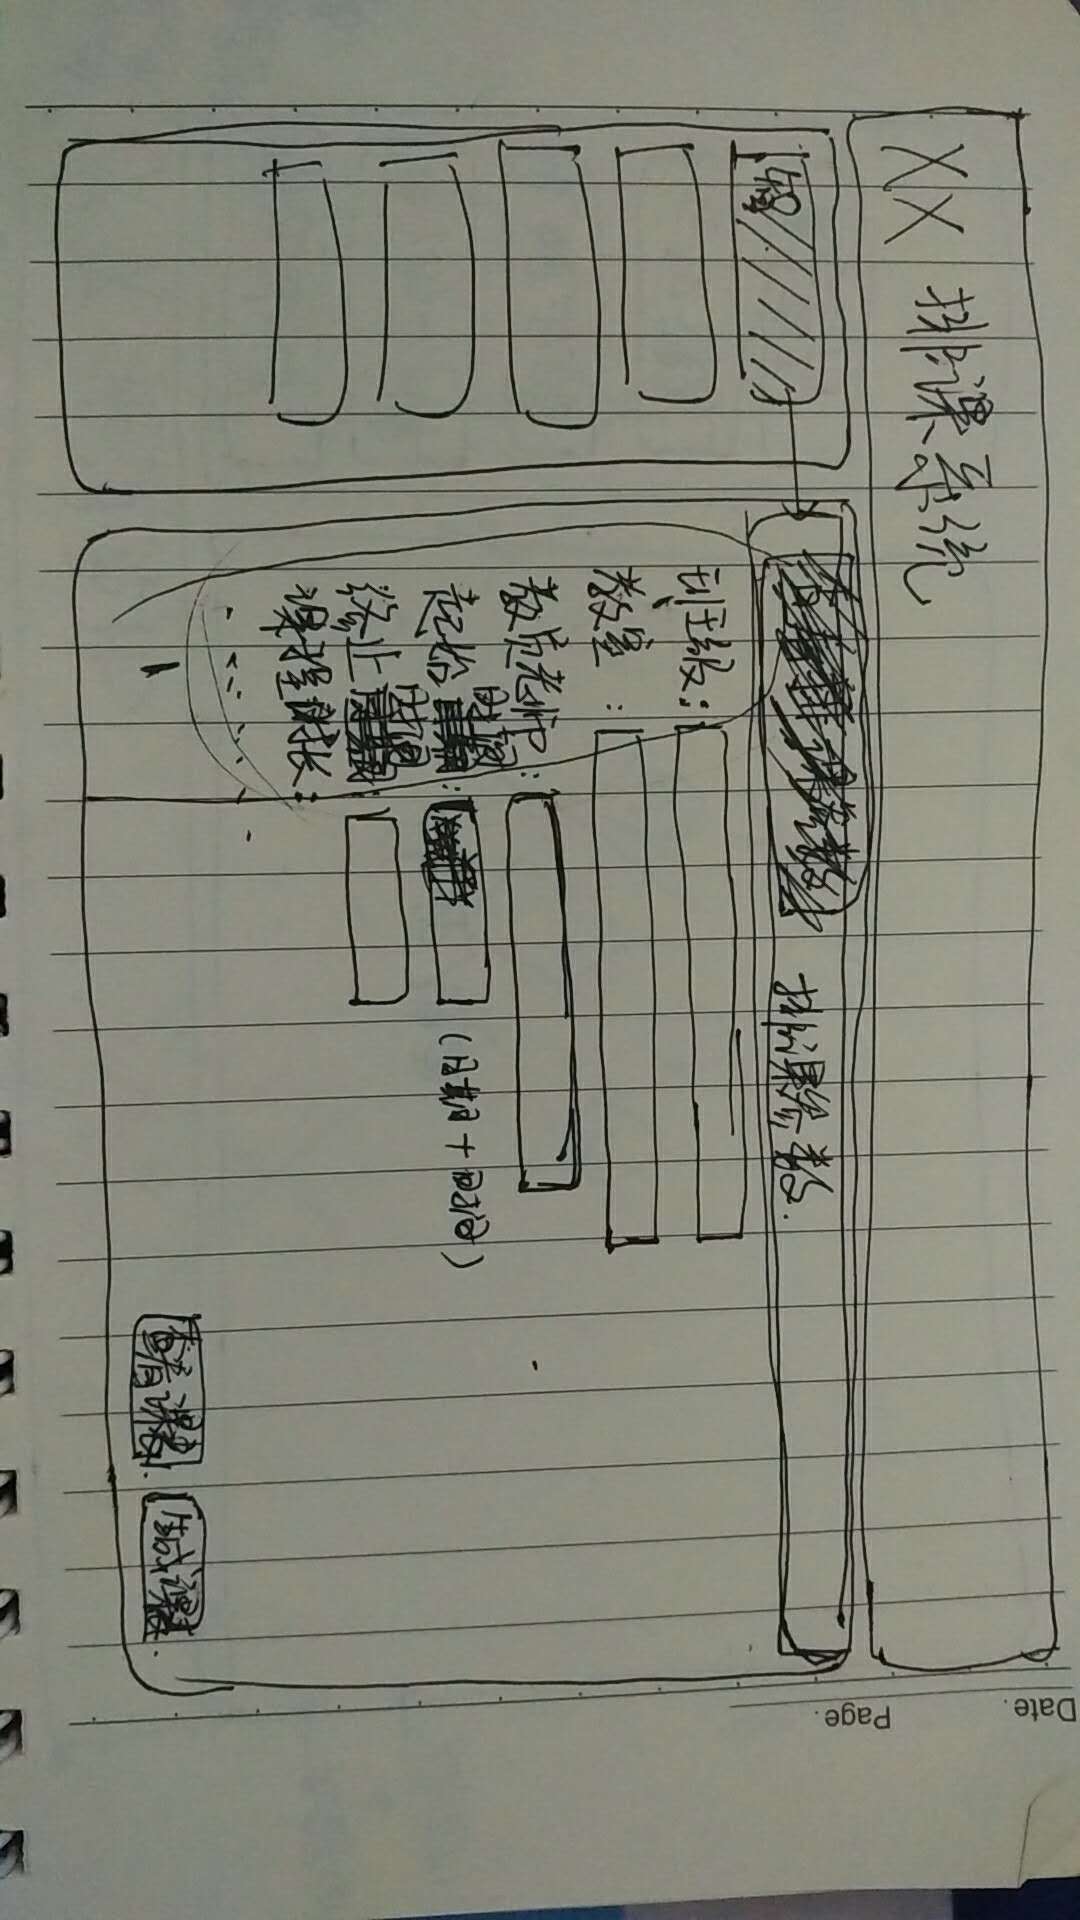 Date.
Page.
XX 排课系统
排课参数.
班级:
教室:
教员老师:
起始时间: (日期+时间)
终止时间:
课程时长:
查看课表.
生成课表.